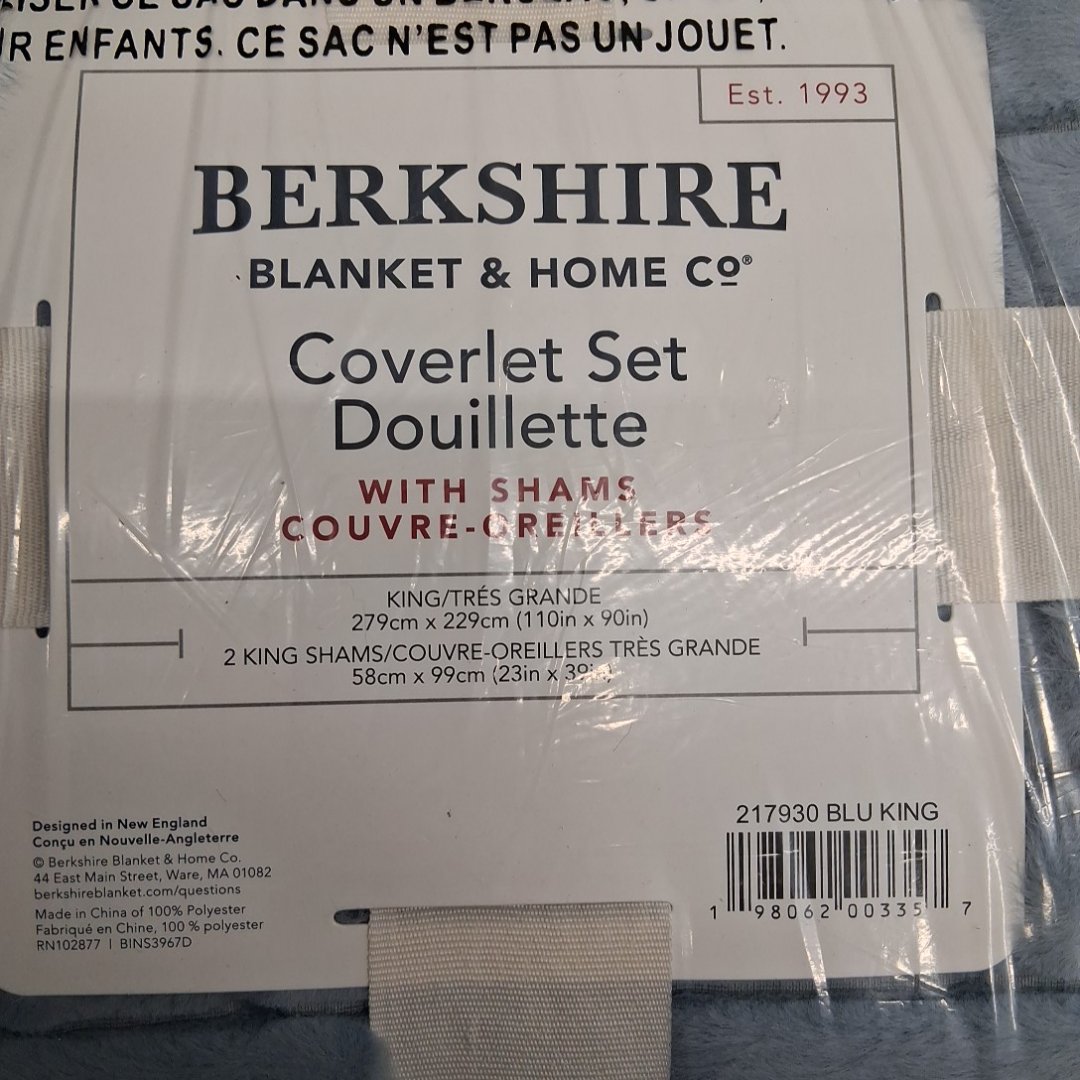 UR ENFANTS. CE SAC N'EST PAS UN JOUET.
Est. 1993
BERKSHIRE
BLANKET & HOME Cº®
Coverlet Set
Douillette
WITH SHAMS
COUVRE-OREILLERS
KING/TRÉS GRANDE
279cm x 229cm (110in x 90in)
2 KING SHAMS/COUVRE-OREILLERS TRÈS GRANDE
58cm x 99cm (23in x 39in)
Designed in New England
Conçu en Nouvelle-Angleterre
© Berkshire Blanket & Home Co.
44 East Main Street, Ware, MA 01082
berkshireblanket.com/questions
Made in China of 100% Polyester
Fabriqué en Chine, 100 % polyester
RN102877 | BINS3967D
217930 BLU KING
1 98062 00335 7